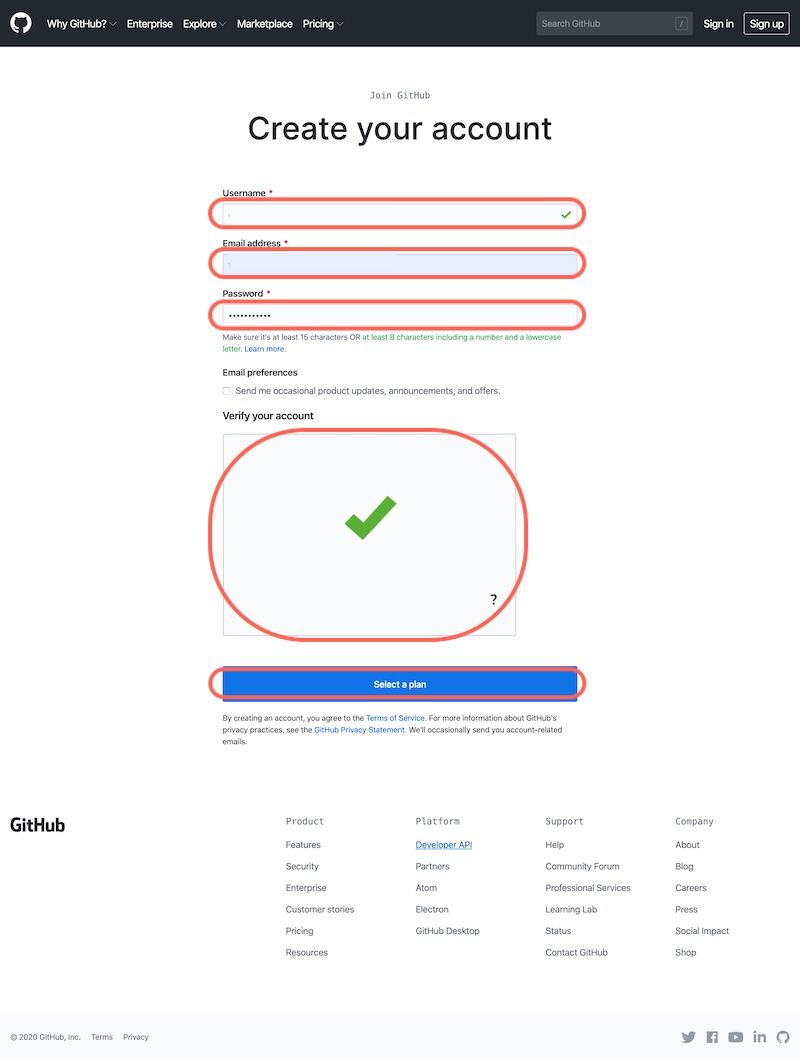 Why GitHub? Enterprise Explore Marketplace Pricing Search GitHub / Sign in Sign up
Join GitHub
Create your account
Username *
Email address *
Password *
•••••••••••
Make sure it's at least 15 characters OR at least 8 characters including a number and a lowercase
letter. Learn more.
Email preferences
Send me occasional product updates, announcements, and offers.
Verify your account
?
Select a plan
By creating an account, you agree to the Terms of Service. For more information about GitHub's
privacy practices, see the GitHub Privacy Statement. We'll occasionally send you account-related
emails.
GitHub
Product
Features
Security
Enterprise
Customer stories
Pricing
Resources
Platform
Developer API
Partners
Atom
Electron
GitHub Desktop
Support
Help
Community Forum
Professional Services
Learning Lab
Status
Contact GitHub
Company
About
Blog
Careers
Press
Social Impact
Shop
© 2020 GitHub, Inc. Terms Privacy